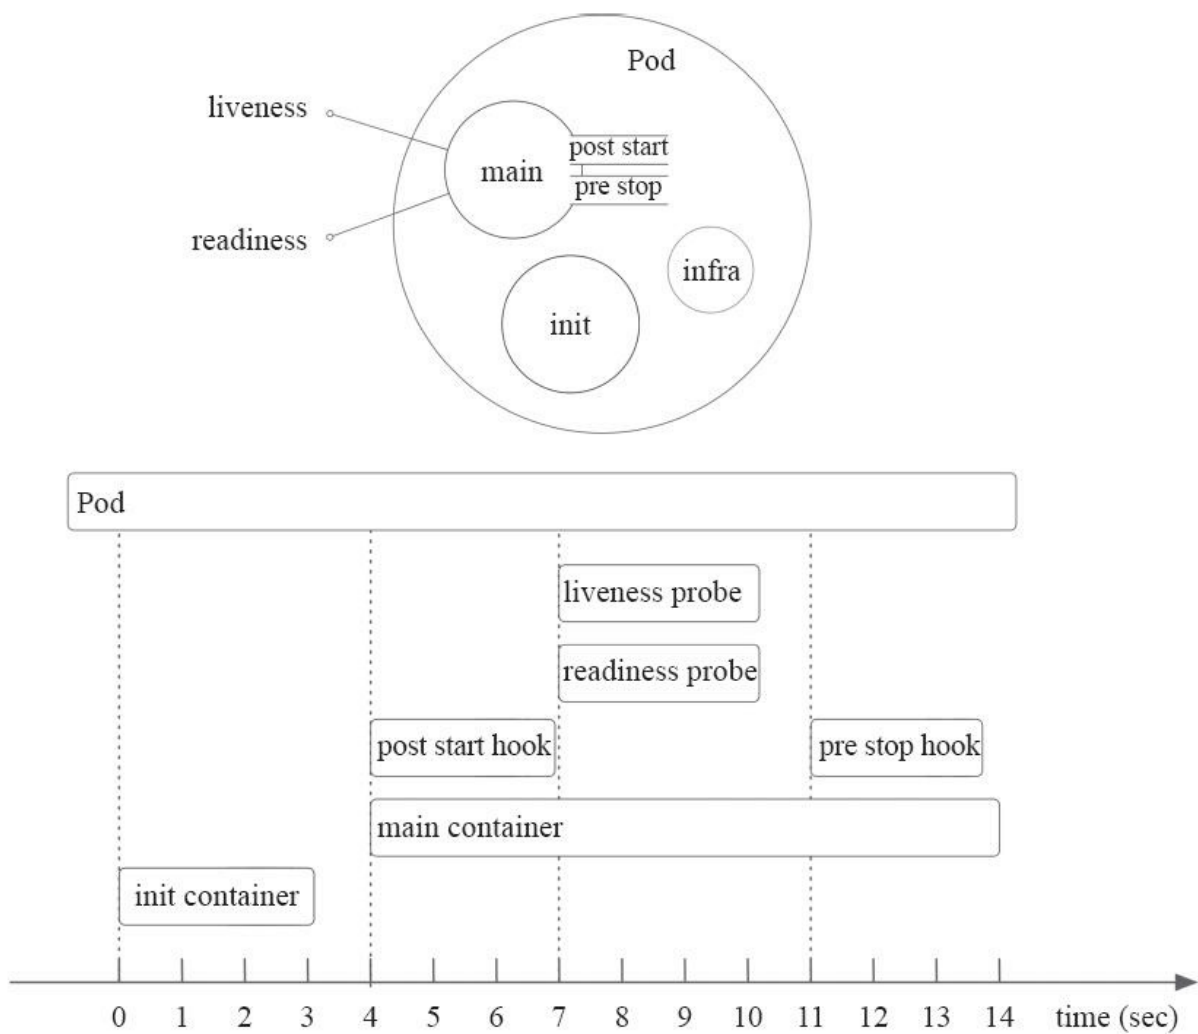 Pod
liveness
post start
main
pre stop
readiness
infra
init
Pod
liveness probe
readiness probe
post start hook
pre stop hook
main container
init container
0 1 2 3 4 5 6 7 8 9 10 11 12 13 14 time (sec)